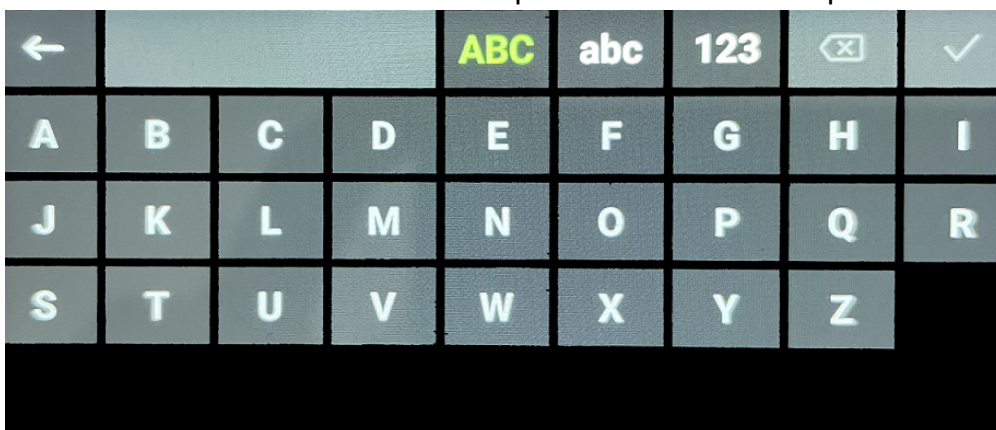 ABC abc 123
A B C D E F G H I
J K L M N O P Q R
S T U V W X Y Z